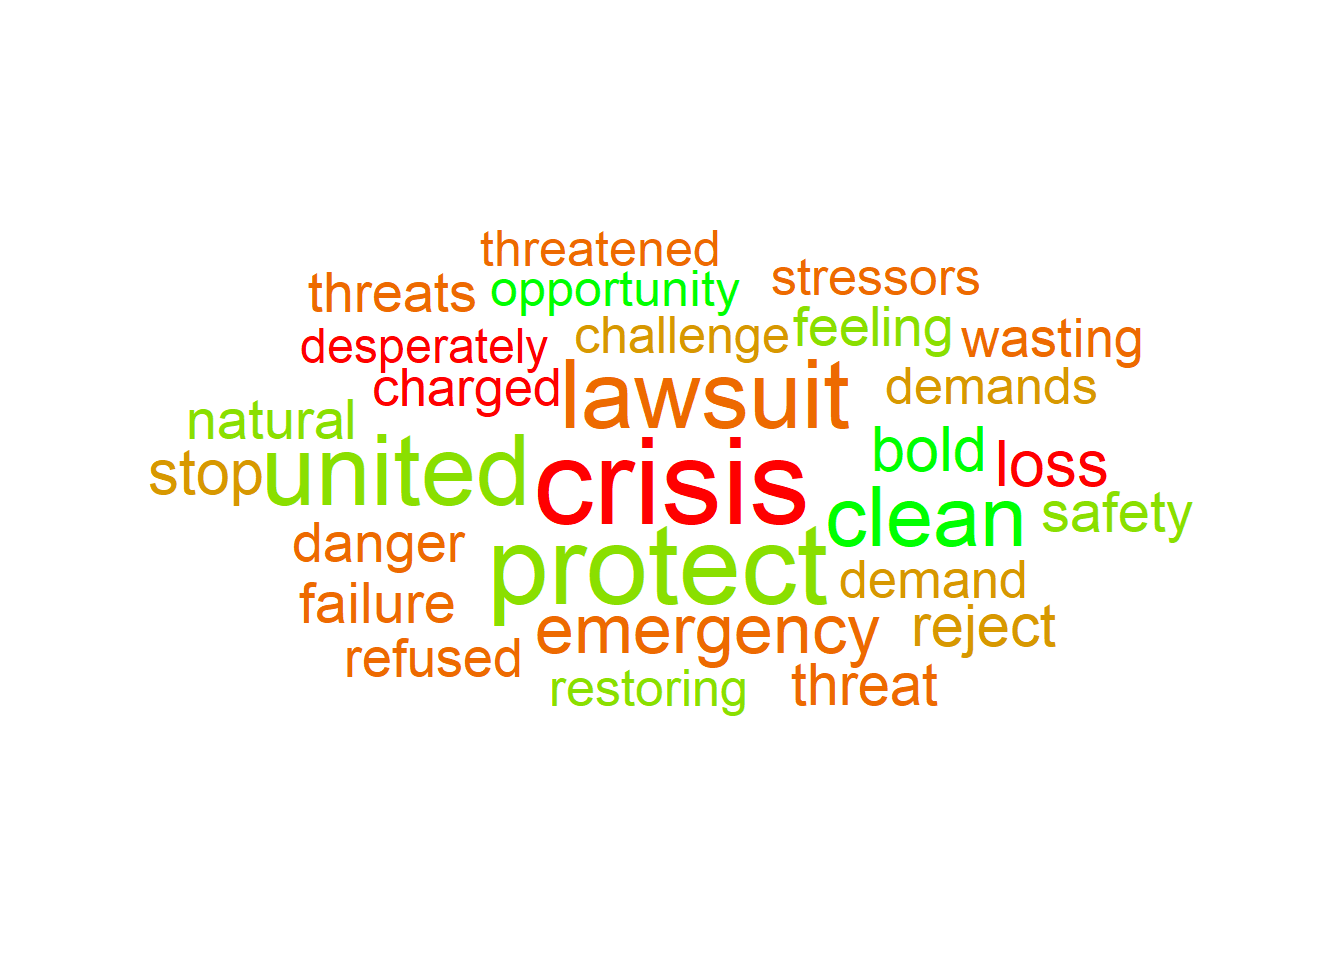 threatened
threats opportunity stressors
desperately challenge feeling wasting
charged lawsuit demands
natural
stop united crisis bold loss
clean safety
danger protect demand
failure emergency reject
refused restoring threat